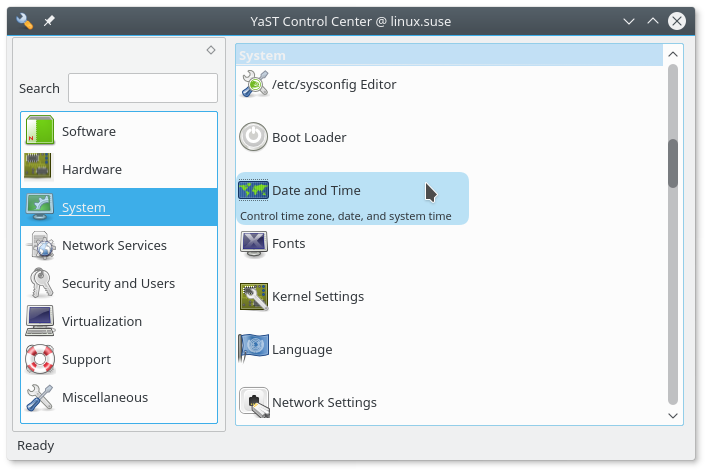 YaST Control Center @ linux.suse
Search
Software
Hardware
System
Network Services
Security and Users
Virtualization
Support
Miscellaneous
System
/etc/sysconfig Editor
Boot Loader
Date and Time
Control time zone, date, and system time
Fonts
Kernel Settings
Language
Network Settings
Ready